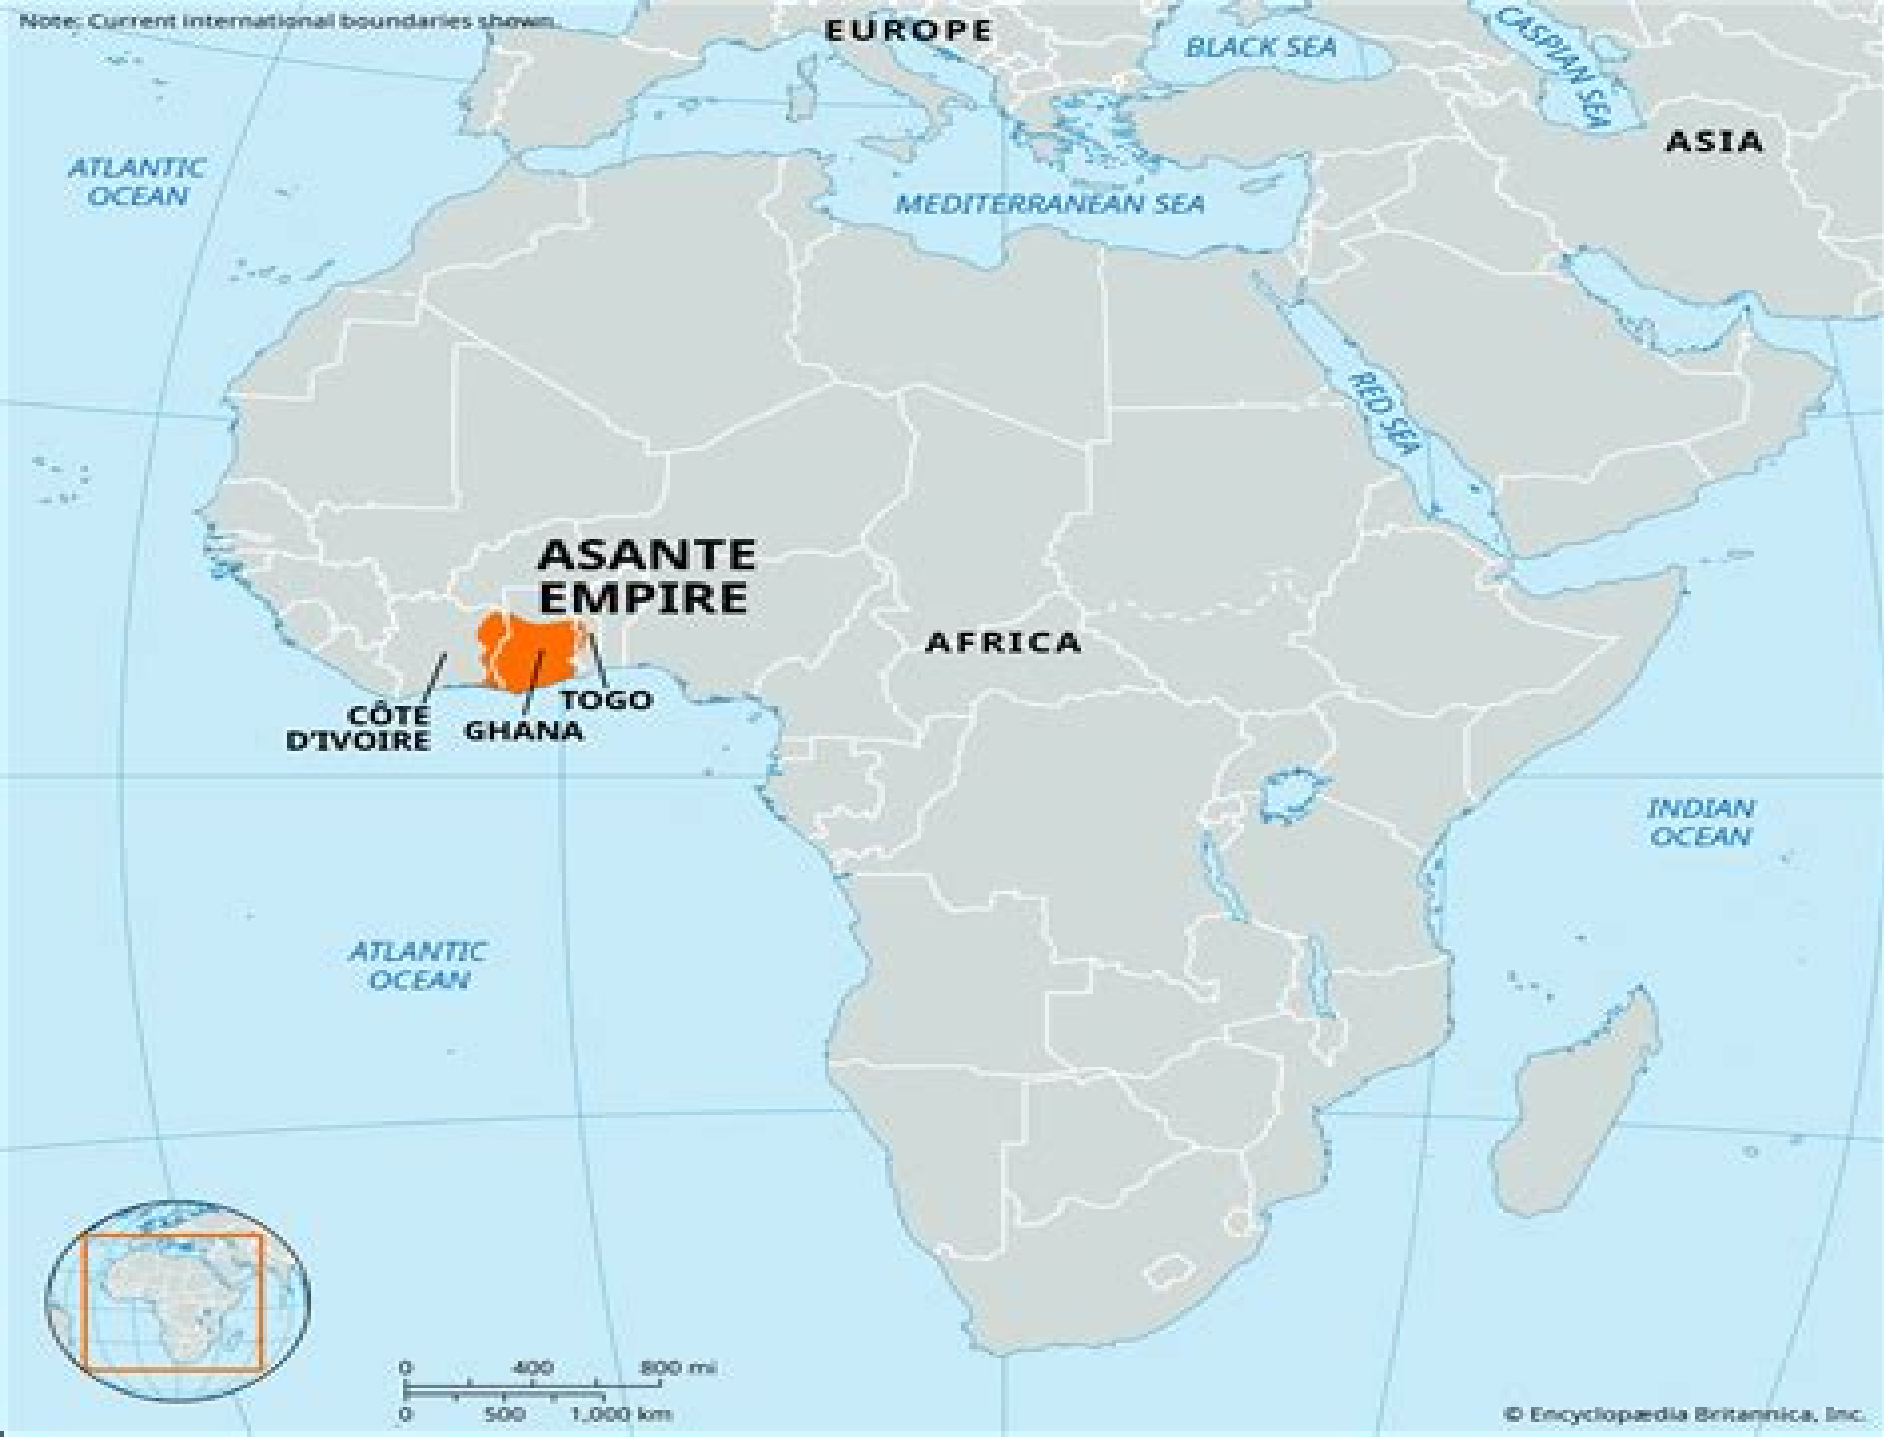 Note: Current international boundaries shown.
EUROPE
BLACK SEA
CASPIAN SEA
ASIA
ATLANTIC
OCEAN
MEDITERRANEAN SEA
RED SEA
ASANTE
EMPIRE
AFRICA
CÔTE
D'IVOIRE
GHANA
TOGO
INDIAN
OCEAN
ATLANTIC
OCEAN
0 400 800 mi
0 500 1,000 km
© Encyclopædia Britannica, Inc.